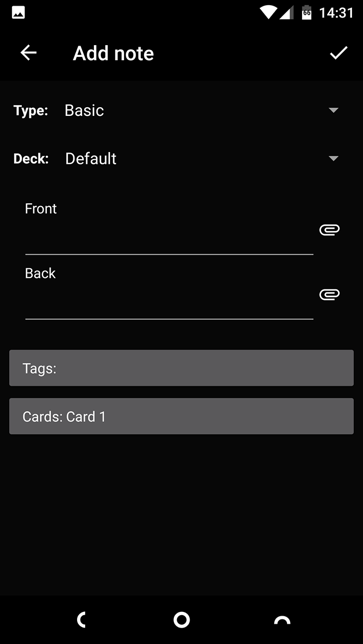 14:31
Add note
Type: Basic
Deck: Default
Front
Back
Tags:
Cards: Card 1